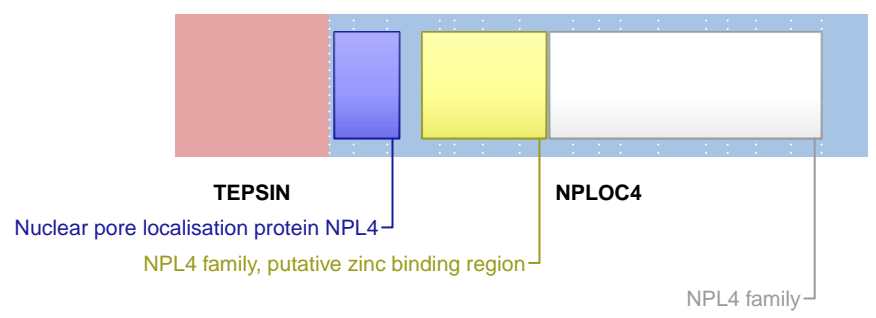 TEPSIN NPLOC4
Nuclear pore localisation protein NPL4
NPL4 family, putative zinc binding region
NPL4 family